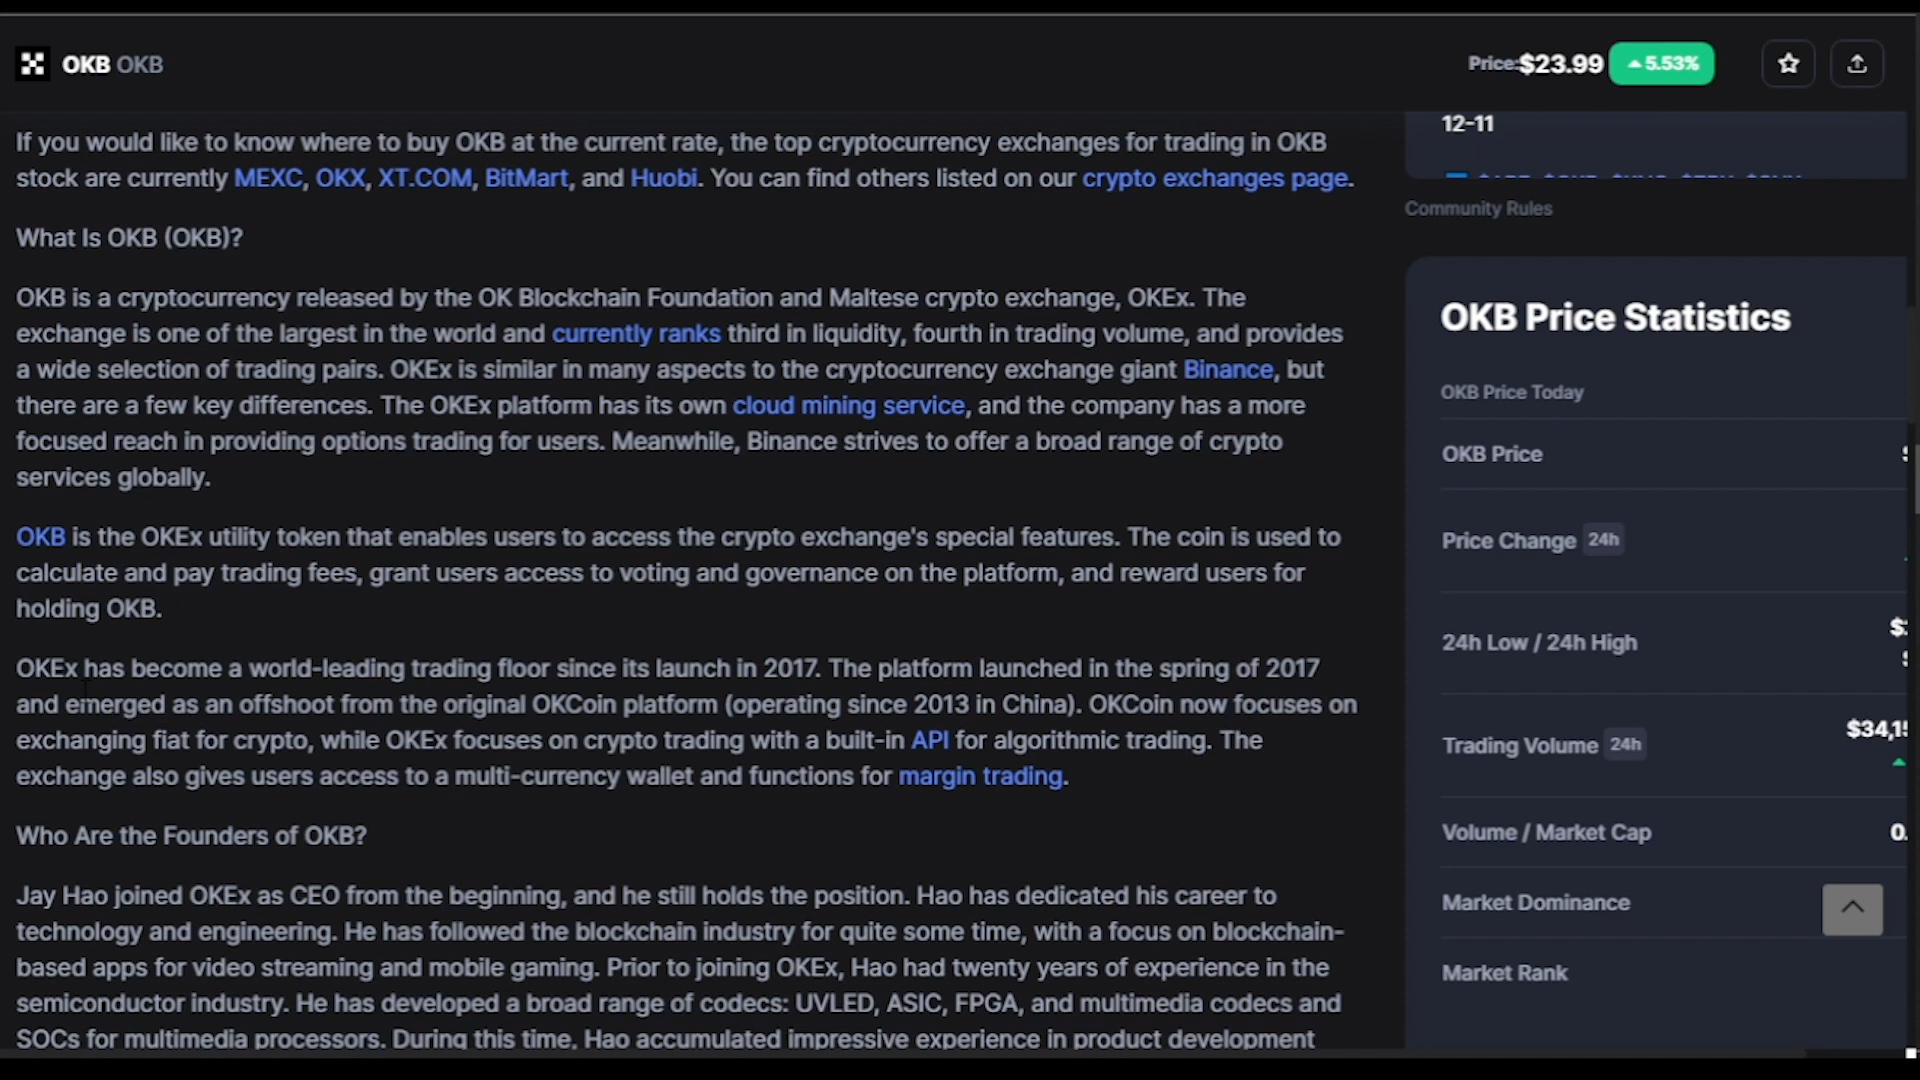 OKB OKB
Price:$23.99 5.53%
If you would like to know where to buy OKB at the current rate, the top cryptocurrency exchanges for trading in OKB
stock are currently MEXC, OKX, XT.COM, BitMart, and Huobi. You can find others listed on our crypto exchanges page.
What Is OKB (OKB)?
OKB is a cryptocurrency released by the OK Blockchain Foundation and Maltese crypto exchange, OKEx. The
exchange is one of the largest in the world and currently ranks third in liquidity, fourth in trading volume, and provides
a wide selection of trading pairs. OKEx is similar in many aspects to the cryptocurrency exchange giant Binance, but
there are a few key differences. The OKEx platform has its own cloud mining service, and the company has a more
focused reach in providing options trading for users. Meanwhile, Binance strives to offer a broad range of crypto
services globally.
OKB is the OKEx utility token that enables users to access the crypto exchange's special features. The coin is used to
calculate and pay trading fees, grant users access to voting and governance on the platform, and reward users for
holding OKB.
OKEx has become a world-leading trading floor since its launch in 2017. The platform launched in the spring of 2017
and emerged as an offshoot from the original OKCoin platform (operating since 2013 in China). OKCoin now focuses on
exchanging fiat for crypto, while OKEx focuses on crypto trading with a built-in API for algorithmic trading. The
exchange also gives users access to a multi-currency wallet and functions for margin trading.
Who Are the Founders of OKB?
Jay Hao joined OKEx as CEO from the beginning, and he still holds the position. Hao has dedicated his career to
technology and engineering. He has followed the blockchain industry for quite some time, with a focus on blockchain-
based apps for video streaming and mobile gaming. Prior to joining OKEx, Hao had twenty years of experience in the
semiconductor industry. He has developed a broad range of codecs: UVLED, ASIC, FPGA, and multimedia codecs and
SOCs for multimedia processors. During this time, Hao accumulated impressive experience in product development
12-11
Community Rules
OKB Price Statistics
OKB Price Today
OKB Price
Price Change 24h
24h Low / 24h High
Trading Volume 24h $34,15
Volume / Market Cap 0.
Market Dominance
Market Rank